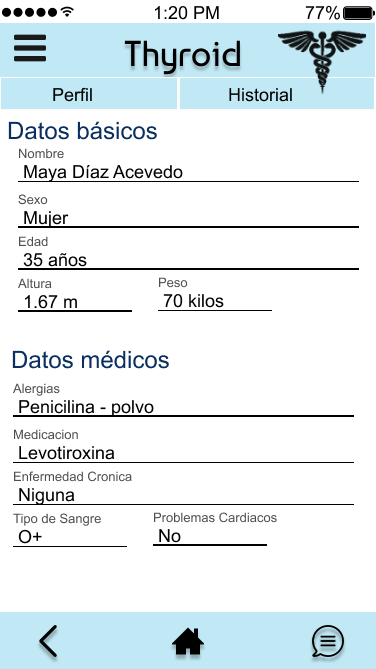 1:20 PM 77%
Thyroid
Perfil Historial
Datos básicos
Nombre
Maya Díaz Acevedo
Sexo
Mujer
Edad
35 años
Altura Peso
1.67 m 70 kilos
Datos médicos
Alergias
Penicilina - polvo
Medicacion
Levotiroxina
Enfermedad Cronica
Niguna
Tipo de Sangre Problemas Cardiacos
O+ No